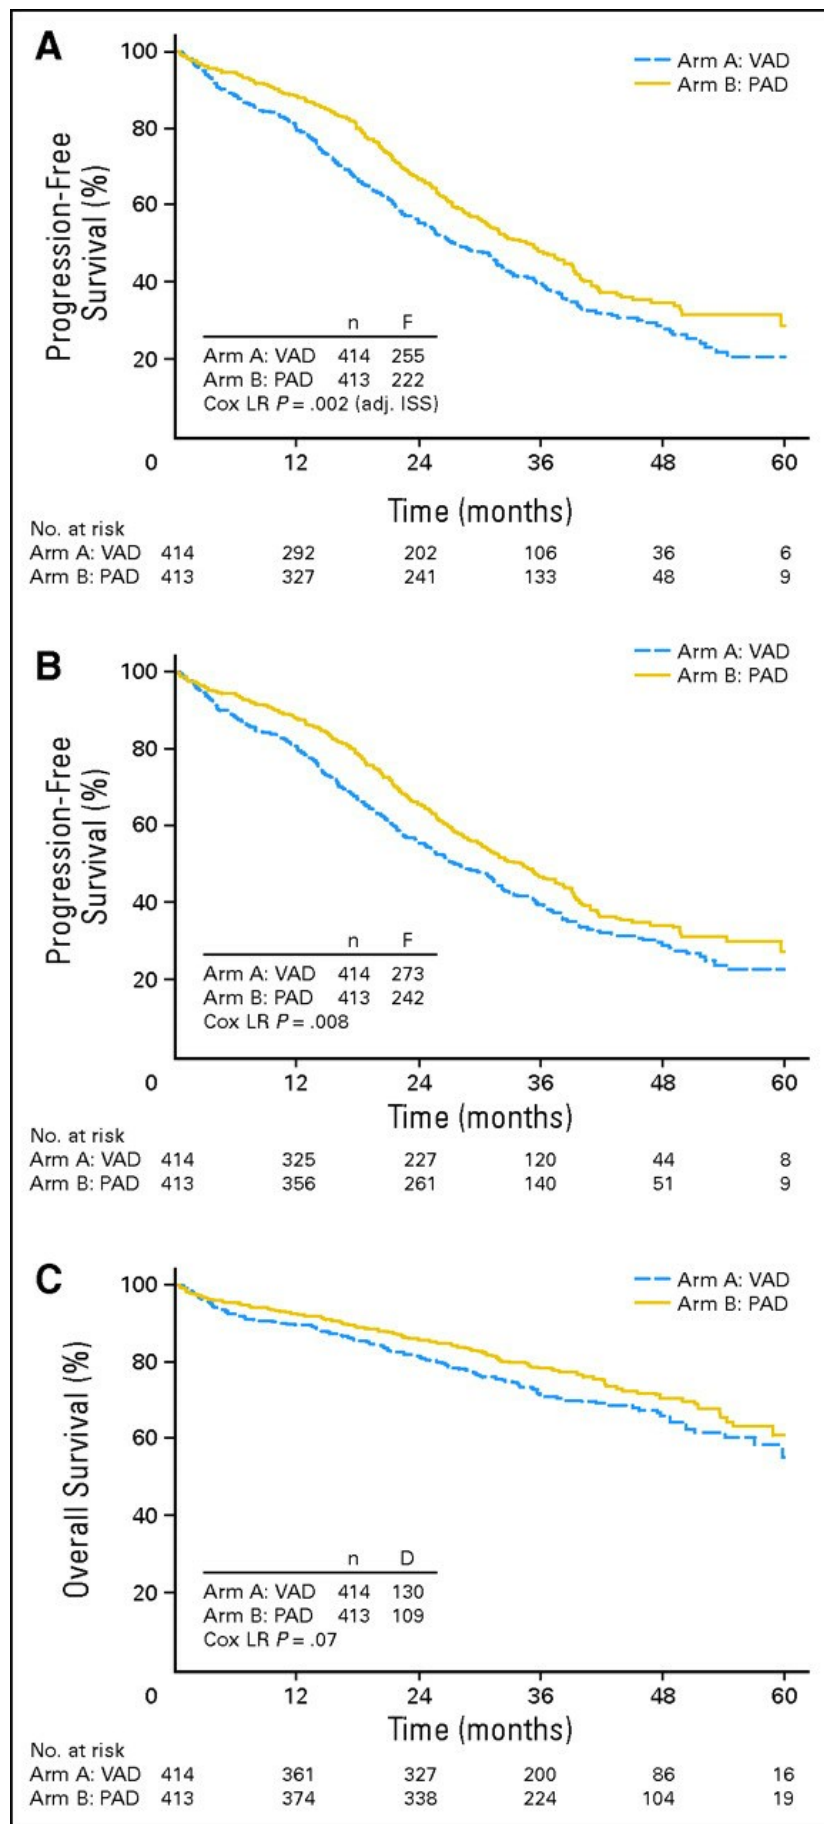 A
Arm A: VAD
Arm B: PAD
Progression-Free
Survival (%)
100
80
60
40
20
0
n F
Arm A: VAD 414 255
Arm B: PAD 413 222
Cox LR P = .002 (adj. ISS)
12 24 36 48 60
Time (months)
No. at risk
Arm A: VAD 414 292 202 106 36 6
Arm B: PAD 413 327 241 133 48 9
B
Arm A: VAD
Arm B: PAD
Progression-Free
Survival (%)
100
80
60
40
20
0
n F
Arm A: VAD 414 273
Arm B: PAD 413 242
Cox LR P = .008
12 24 36 48 60
Time (months)
No. at risk
Arm A: VAD 414 325 227 120 44 8
Arm B: PAD 413 356 261 140 51 9
C
Arm A: VAD
Arm B: PAD
Overall Survival (%)
100
80
60
40
20
0
n D
Arm A: VAD 414 130
Arm B: PAD 413 109
Cox LR P = .07
12 24 36 48 60
Time (months)
No. at risk
Arm A: VAD 414 361 327 200 86 16
Arm B: PAD 413 374 338 224 104 19